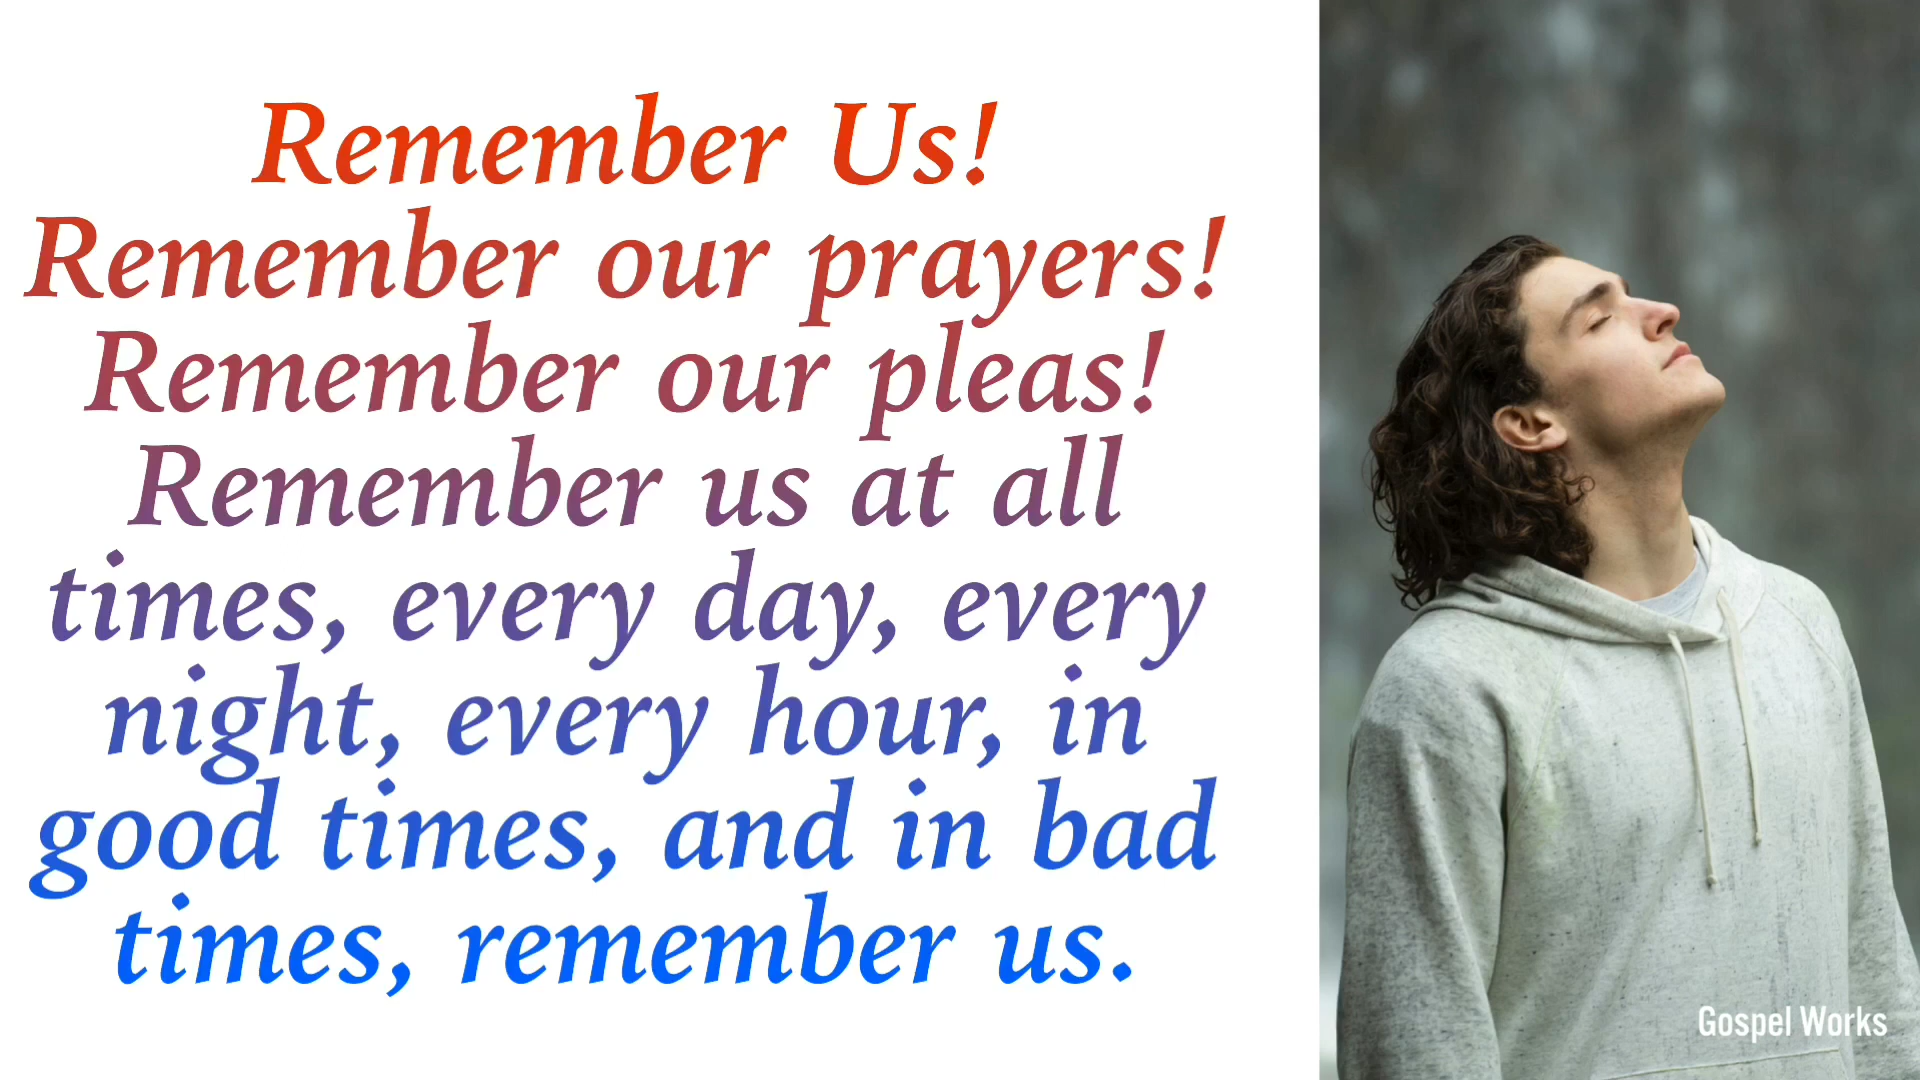 Remember Us!
Remember our prayers!
Remember our pleas!
Remember us at all
times, every day, every
night, every hour, in
good times, and in bad
times, remember us.
Gospel Works